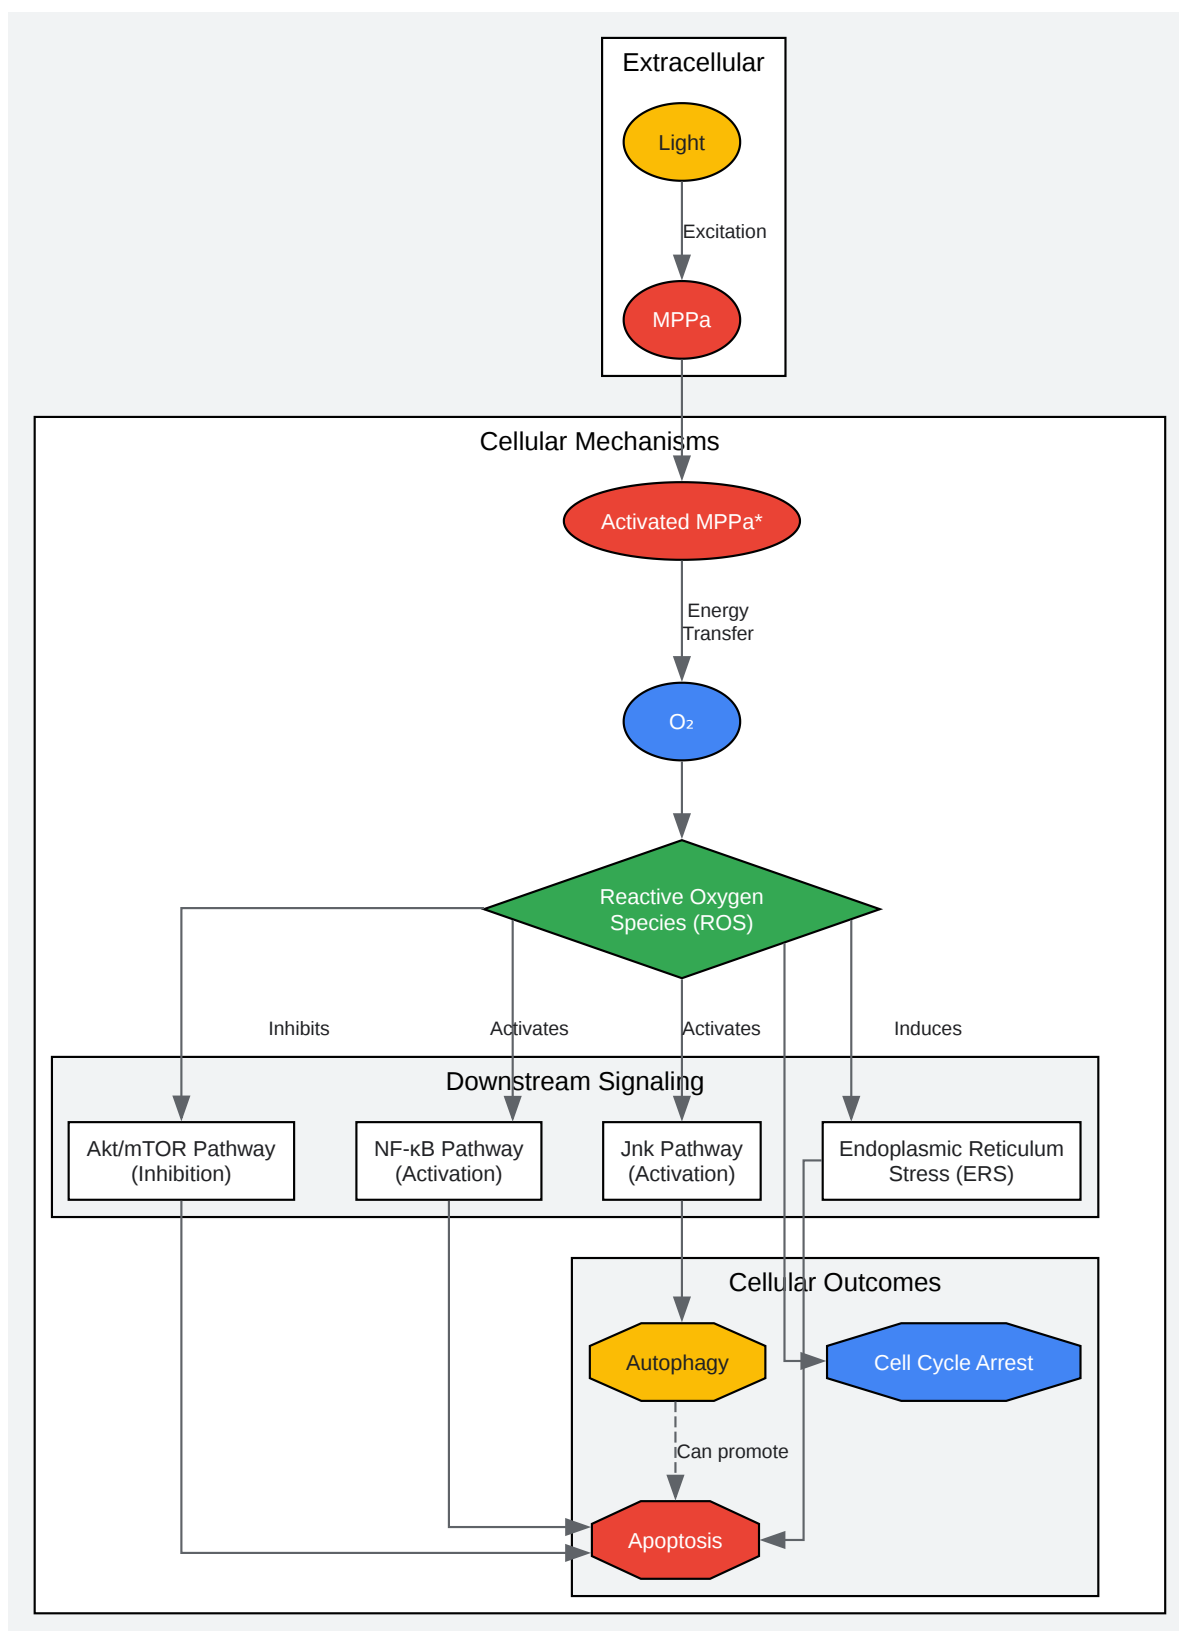 Extracellular
Light
Excitation
MPPa
Cellular Mechanisms
Activated MPPa*
Energy
Transfer
O₂
Reactive Oxygen
Species (ROS)
Inhibits
Activates
Activates
Induces
Downstream Signaling
Akt/mTOR Pathway
(Inhibition)
NF-κB Pathway
(Activation)
Jnk Pathway
(Activation)
Endoplasmic Reticulum
Stress (ERS)
Cellular Outcomes
Autophagy
Cell Cycle Arrest
Can promote
Apoptosis